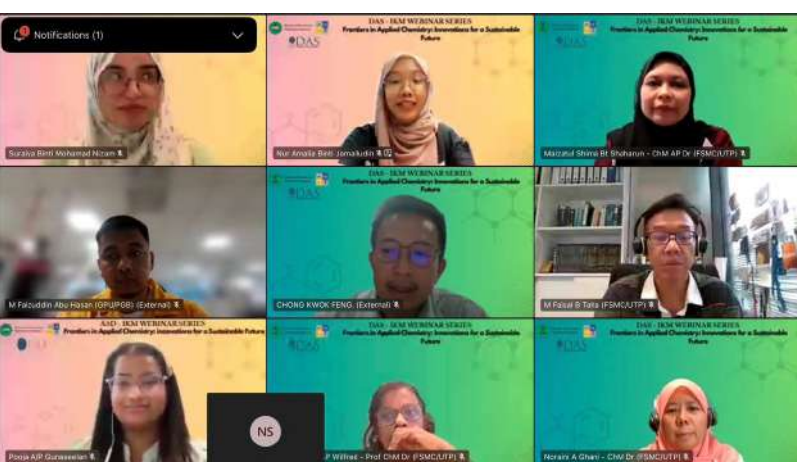 Notifications (1)
DAS - IKM WEBINAR SERIES
Frontiers in Applied Chemistry: Innovations for a Sustainable
Future
DAS
DAS - IKM WEBINAR SERIES
Frontiers in Applied Chemistry: Innovations for a Sustainable
Future
DAS
Suraiya Binti Mohamad Nizam
Nur Amalia Binti Jamaludin
Maizatul Shima Bt Shaharun - ChM AP Dr (FSMC/UTP)
DAS - IKM WEBINAR SERIES
Frontiers in Applied Chemistry: Innovations for a Sustainable
Future
DAS
M Faizuddin Abu Hasan (GPU/PGB) (External)
CHONG KWOK FENG. (External)
M Faisal B Taha (FSMC/UTP)
DAS - IKM WEBINAR SERIES
Frontiers in Applied Chemistry: Innovations for a Sustainable Future
DAS - IKM WEBINAR SERIES
Frontiers in Applied Chemistry: Innovations for a Sustainable
Future
DAS
DAS - IKM WEBINAR SERIES
Frontiers in Applied Chemistry: Innovations for a Sustainable
Future
DAS
NS
Pooja A/P Gunaseelan
P Wilfred - Prof ChM Dr (FSMC/UTP)
Noraini A Ghani - ChM Dr (FSMC/UTP)